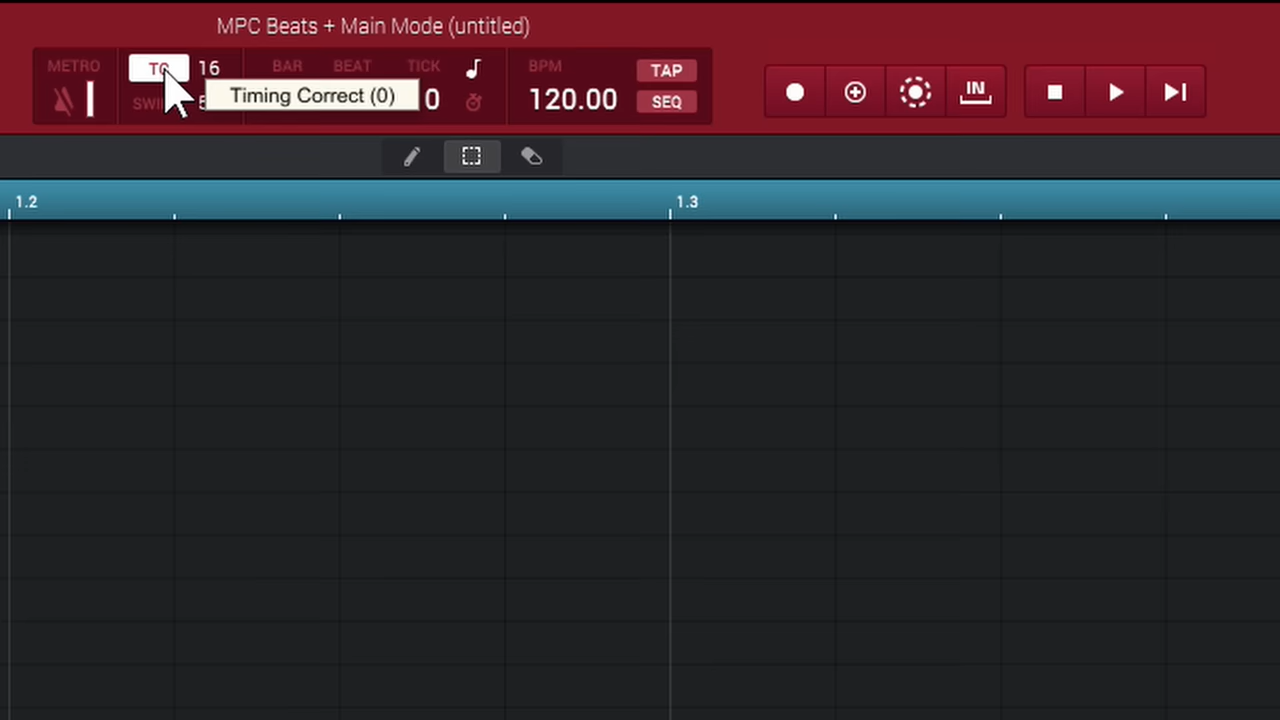 MPC Beats + Main Mode (untitled)
METRO
16
BAR BEAT TICK
BPM
TAP
Timing Correct (0)
0
120.00
SEQ
IN
1.2
1.3